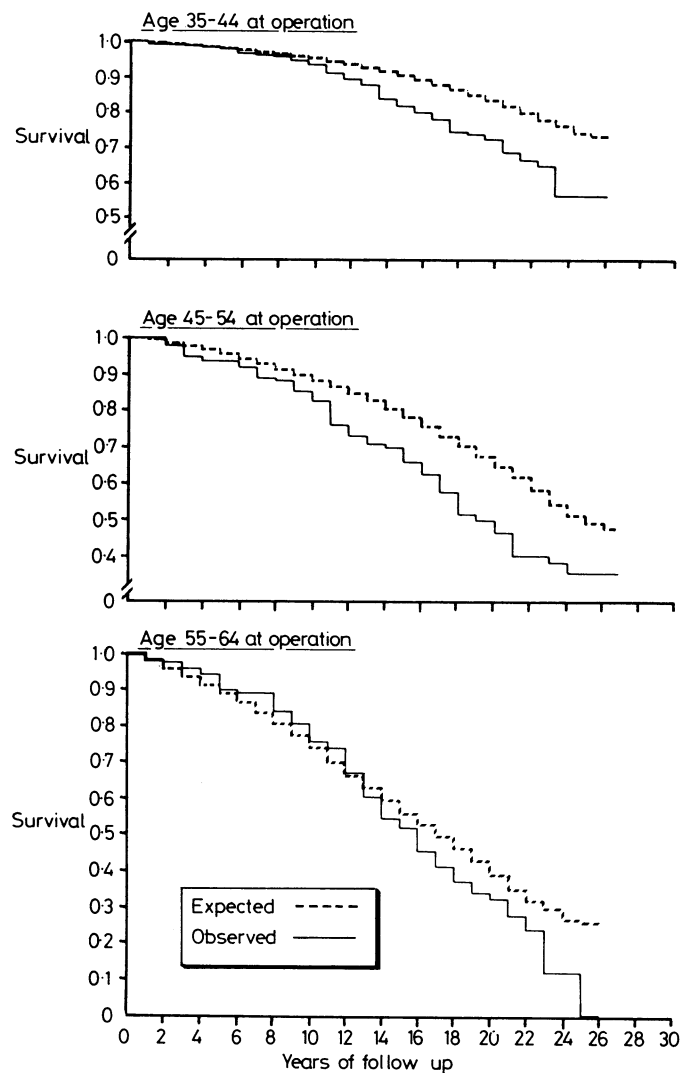 Age 35-44 at operation
1·0
0·9
0·8
Survival
0·7
0·6
0·5
0
Age 45-54 at operation
1·0
0·9
0·8
Survival 0·7
0·6
0·5
0·4
0
Age 55-64 at operation
1·0
0·9
0·8
0·7
0·6
Survival
0·5
0·4
0·3
0·2
0·1
0
Expected
Observed
0 2 4 6 8 10 12 14 16 18 20 22 24 26 28 30
Years of follow up